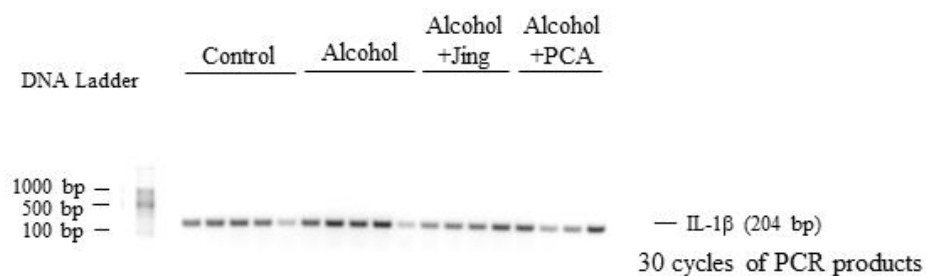 Control
Alcohol
Alcohol
+Jing
Alcohol
+PCA
DNA Ladder
1000 bp
500 bp
100 bp
IL-1β (204 bp)
30 cycles of PCR products